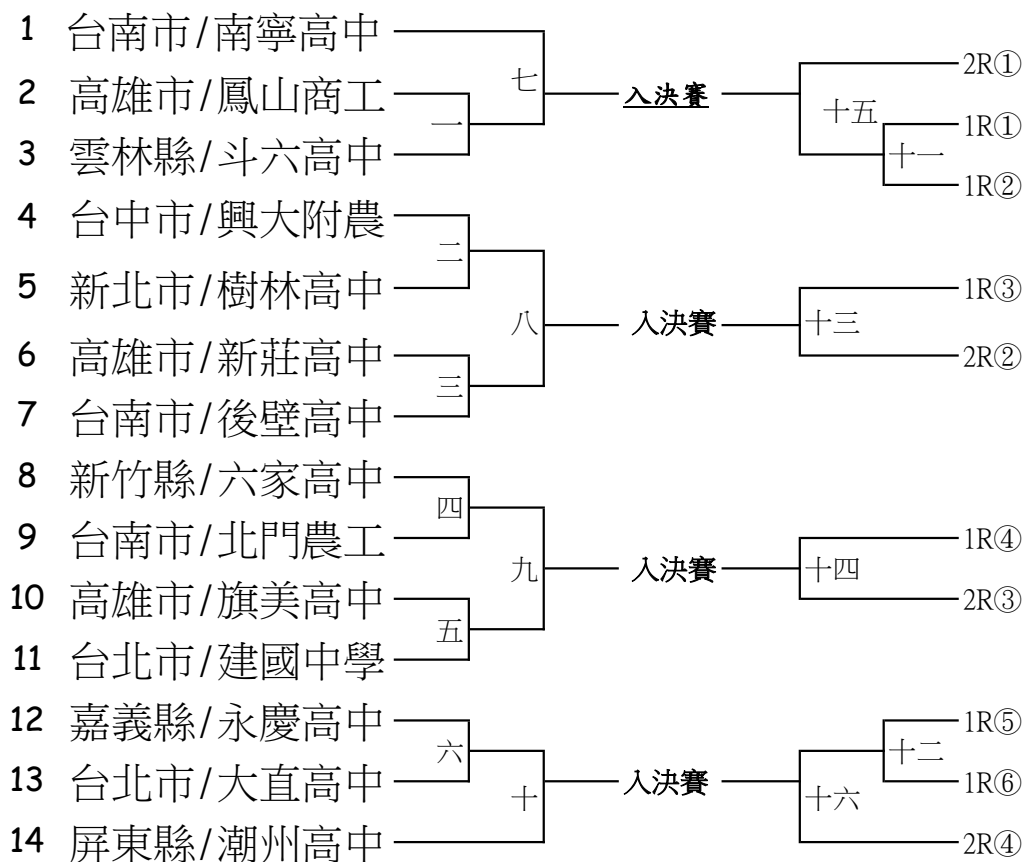 1 台南市/南寧高中
七
入決賽
2R①
2 高雄市/鳳山商工
一
十五
1R①
3 雲林縣/斗六高中
十一
1R②
4 台中市/興大附農
二
5 新北市/樹林高中
1R③
八
入決賽
十三
6 高雄市/新莊高中
2R②
三
7 台南市/後壁高中
8 新竹縣/六家高中
四
9 台南市/北門農工
1R④
九
入決賽
十四
10 高雄市/旗美高中
2R③
五
11 台北市/建國中學
12 嘉義縣/永慶高中
1R⑤
六
十二
13 台北市/大直高中
1R⑥
十
入決賽
十六
14 屏東縣/潮州高中
2R④